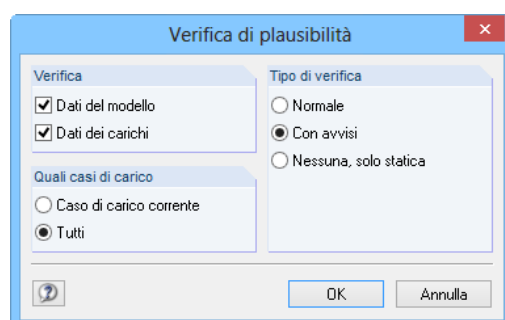 Verifica di plausibilità
Verifica
Dati del modello
Dati dei carichi
Quali casi di carico
Caso di carico corrente
Tutti
Tipo di verifica
Normale
Con avvisi
Nessuna, solo statica
OK
Annulla